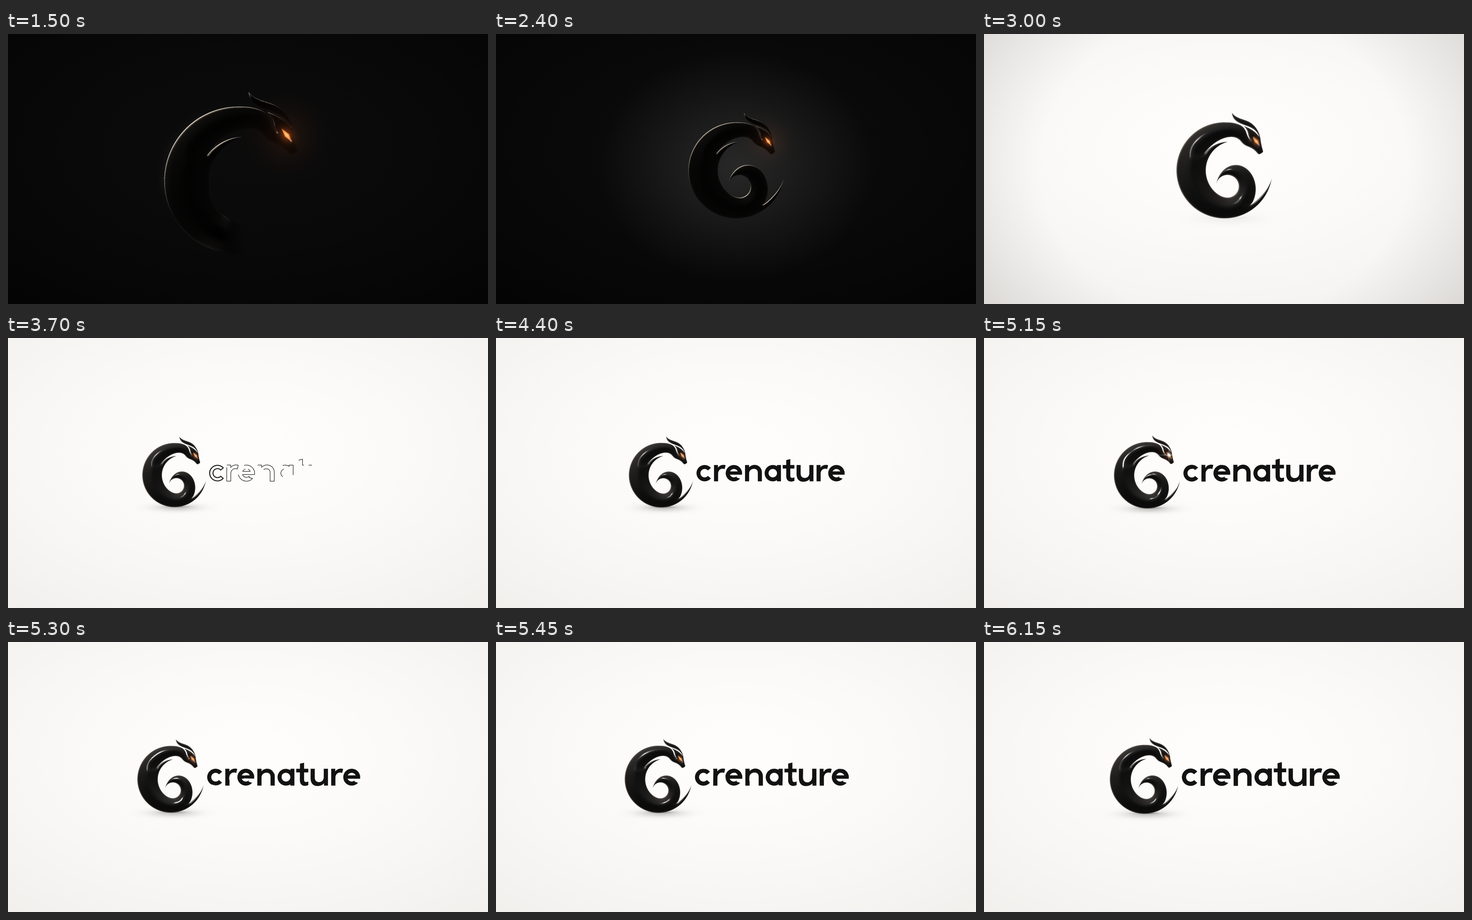 t=1.50 s
t=2.40 s
t=3.00 s
t=3.70 s
t=4.40 s
t=5.15 s
crenat
crenature
crenature
t=5.30 s
t=5.45 s
t=6.15 s
crenature
crenature
crenature